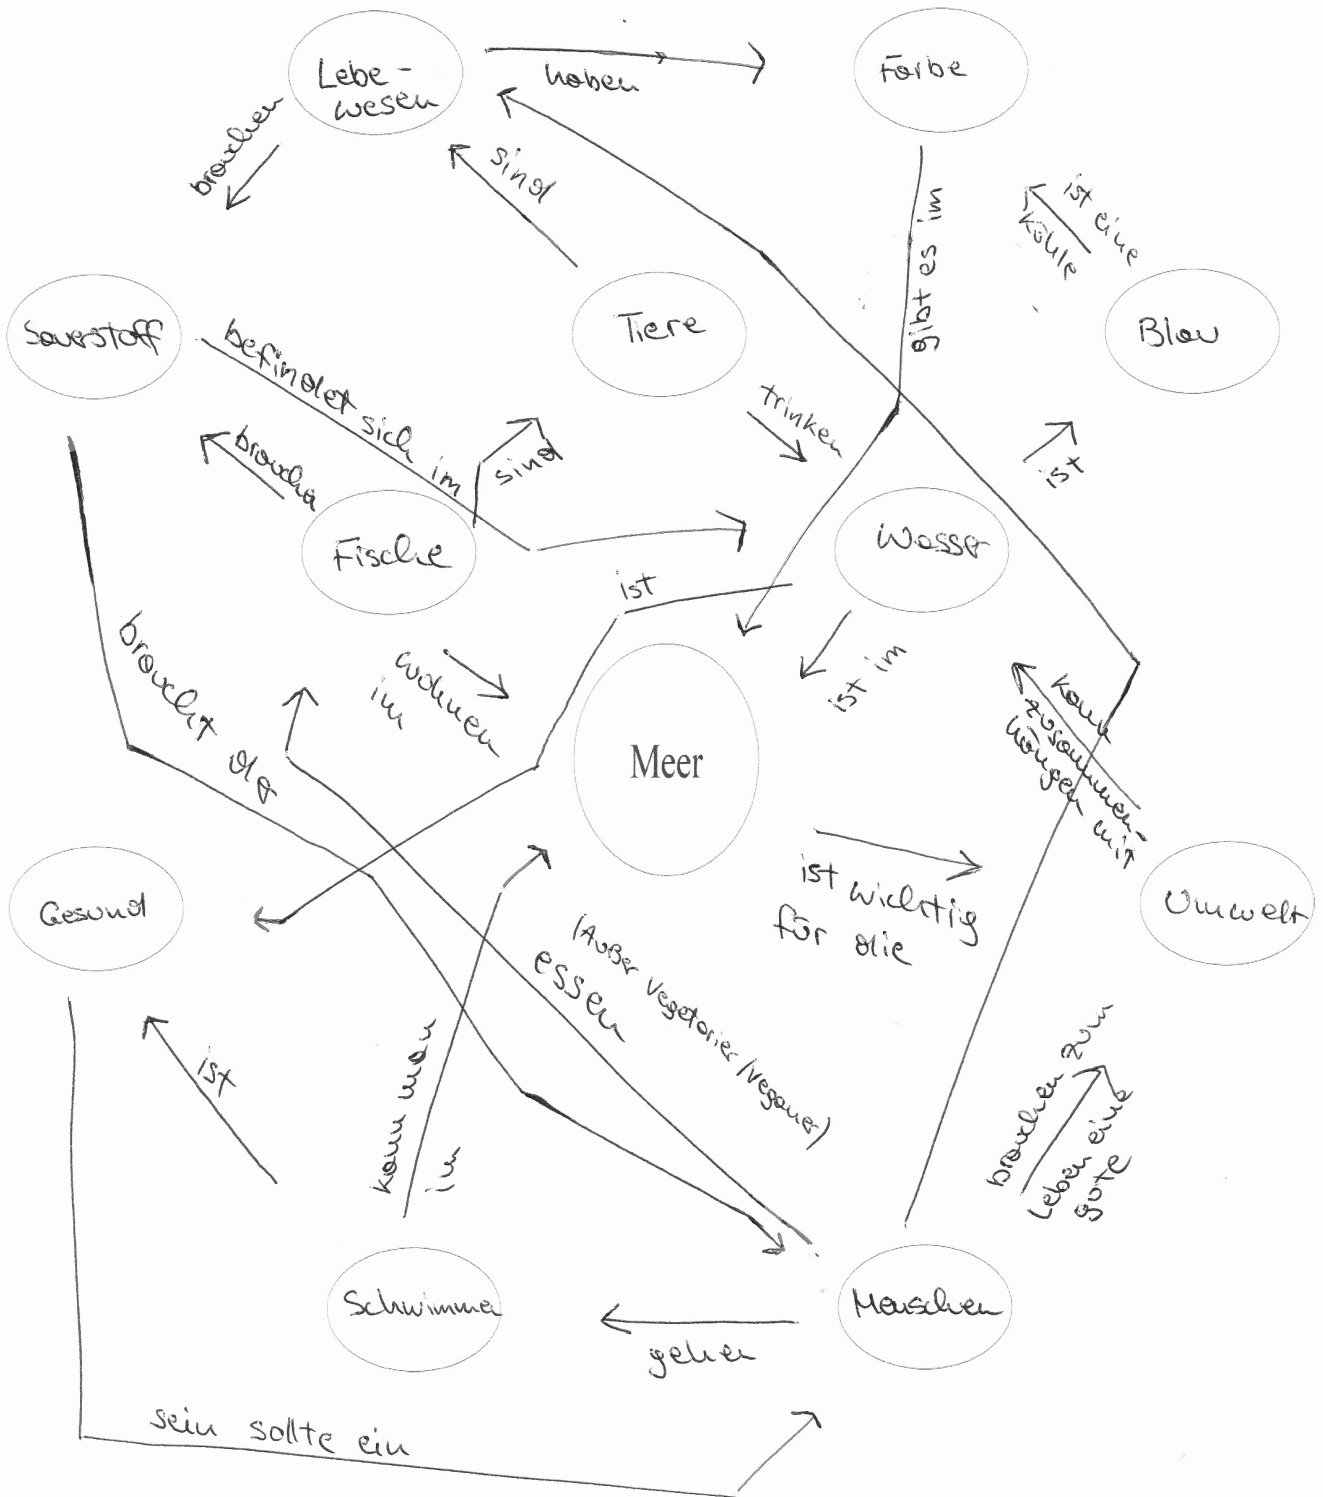 Lebe-
wesen
haben
Farbe
brauchen
sind
ist eine
kühle
gibt es im
Sauerstoff
Tiere
Blau
befindet sich im
trinken
brauchen
sind
ist
Fische
Wasser
ist
wohnen
im
ist im
braucht der
kann
zusammen-
hängen mit
Meer
ist wichtig
für die
Gesund
Umwelt
(Außer Vegetarier/Veganer)
essen
ist
kann man
im
brauchen zum
Leben eine
gute
Schwimmen
Menschen
gehen
sein sollte ein